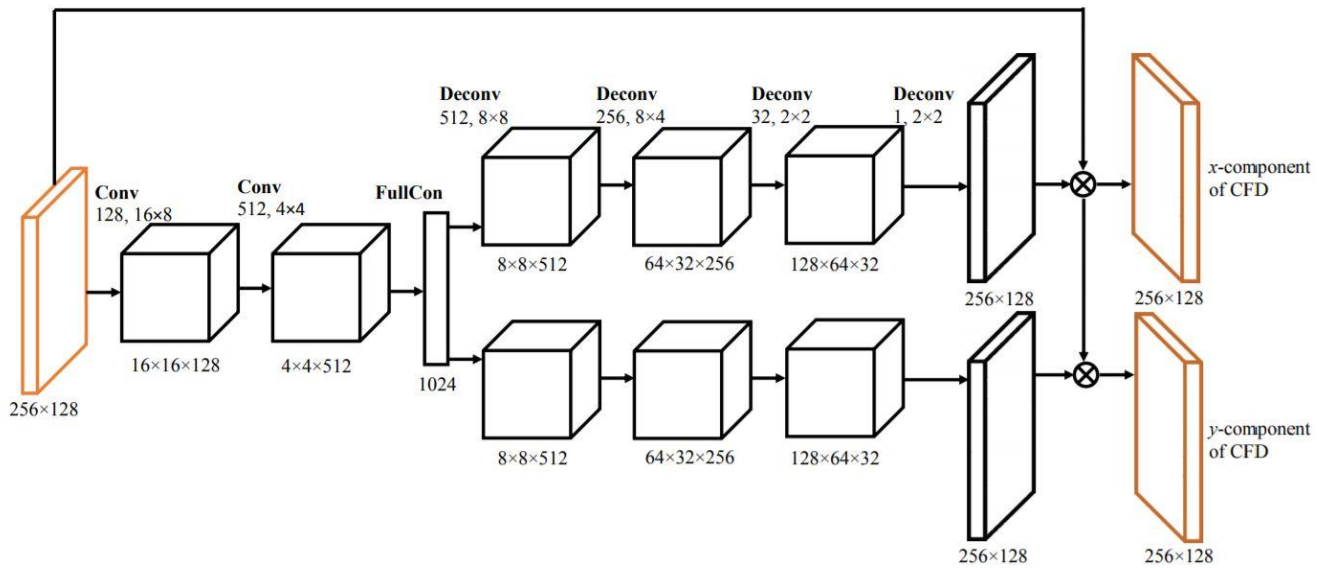 Deconv
512, 8×8
Deconv
256, 8×4
Deconv
32, 2×2
Deconv
1, 2×2
Conv
128, 16×8
Conv
512, 4×4
FullCon
x-component
of CFD
8×8×512
64×32×256
128×64×32
256×128
256×128
16×16×128
4×4×512
1024
256×128
y-component
of CFD
8×8×512
64×32×256
128×64×32
256×128
256×128